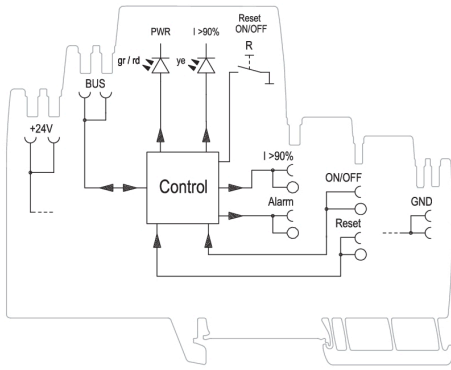 Reset
ON/OFF
PWR
I >90%
R
gr / rd
ye
BUS
+24V
I >90%
Control
ON/OFF
Alarm
GND
Reset